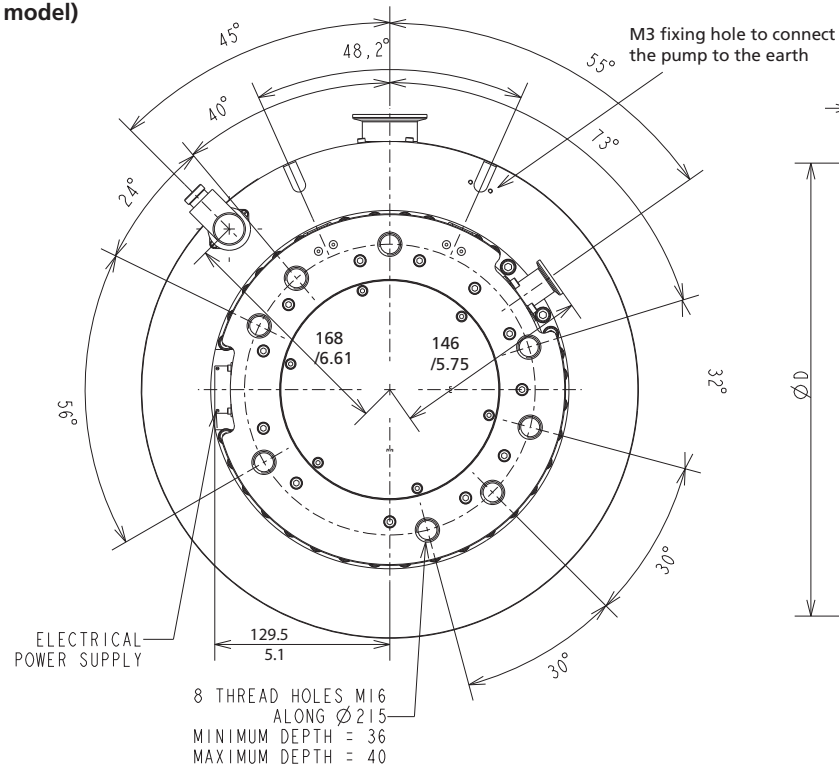 model)
M3 fixing hole to connect
the pump to the earth
45°
48,2°
55°
40°
73°
24°
168
/6.61
146
/5.75
32°
ØD
56°
30°
30°
ELECTRICAL
POWER SUPPLY
129.5
5.1
8 THREAD HOLES M16
ALONG Ø215
MINIMUM DEPTH = 36
MAXIMUM DEPTH = 40